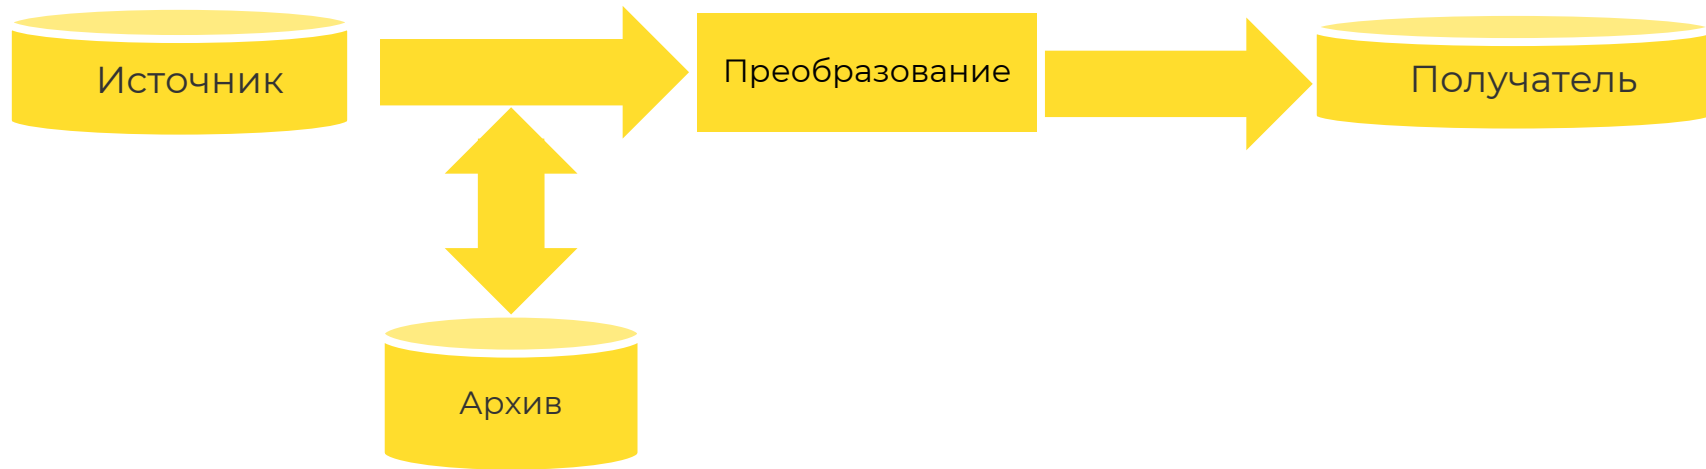 Источник
Преобразование
Получатель
Архив